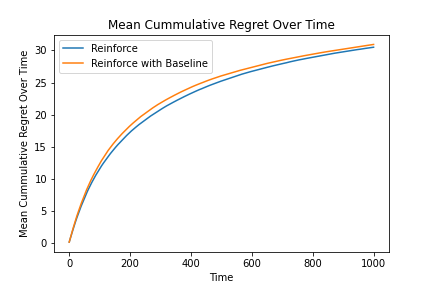 Mean Cummulative Regret Over Time
Reinforce
Reinforce with Baseline
Mean Cummulative Regret Over Time
30
25
20
15
10
5
0
0 200 400 600 800 1000
Time